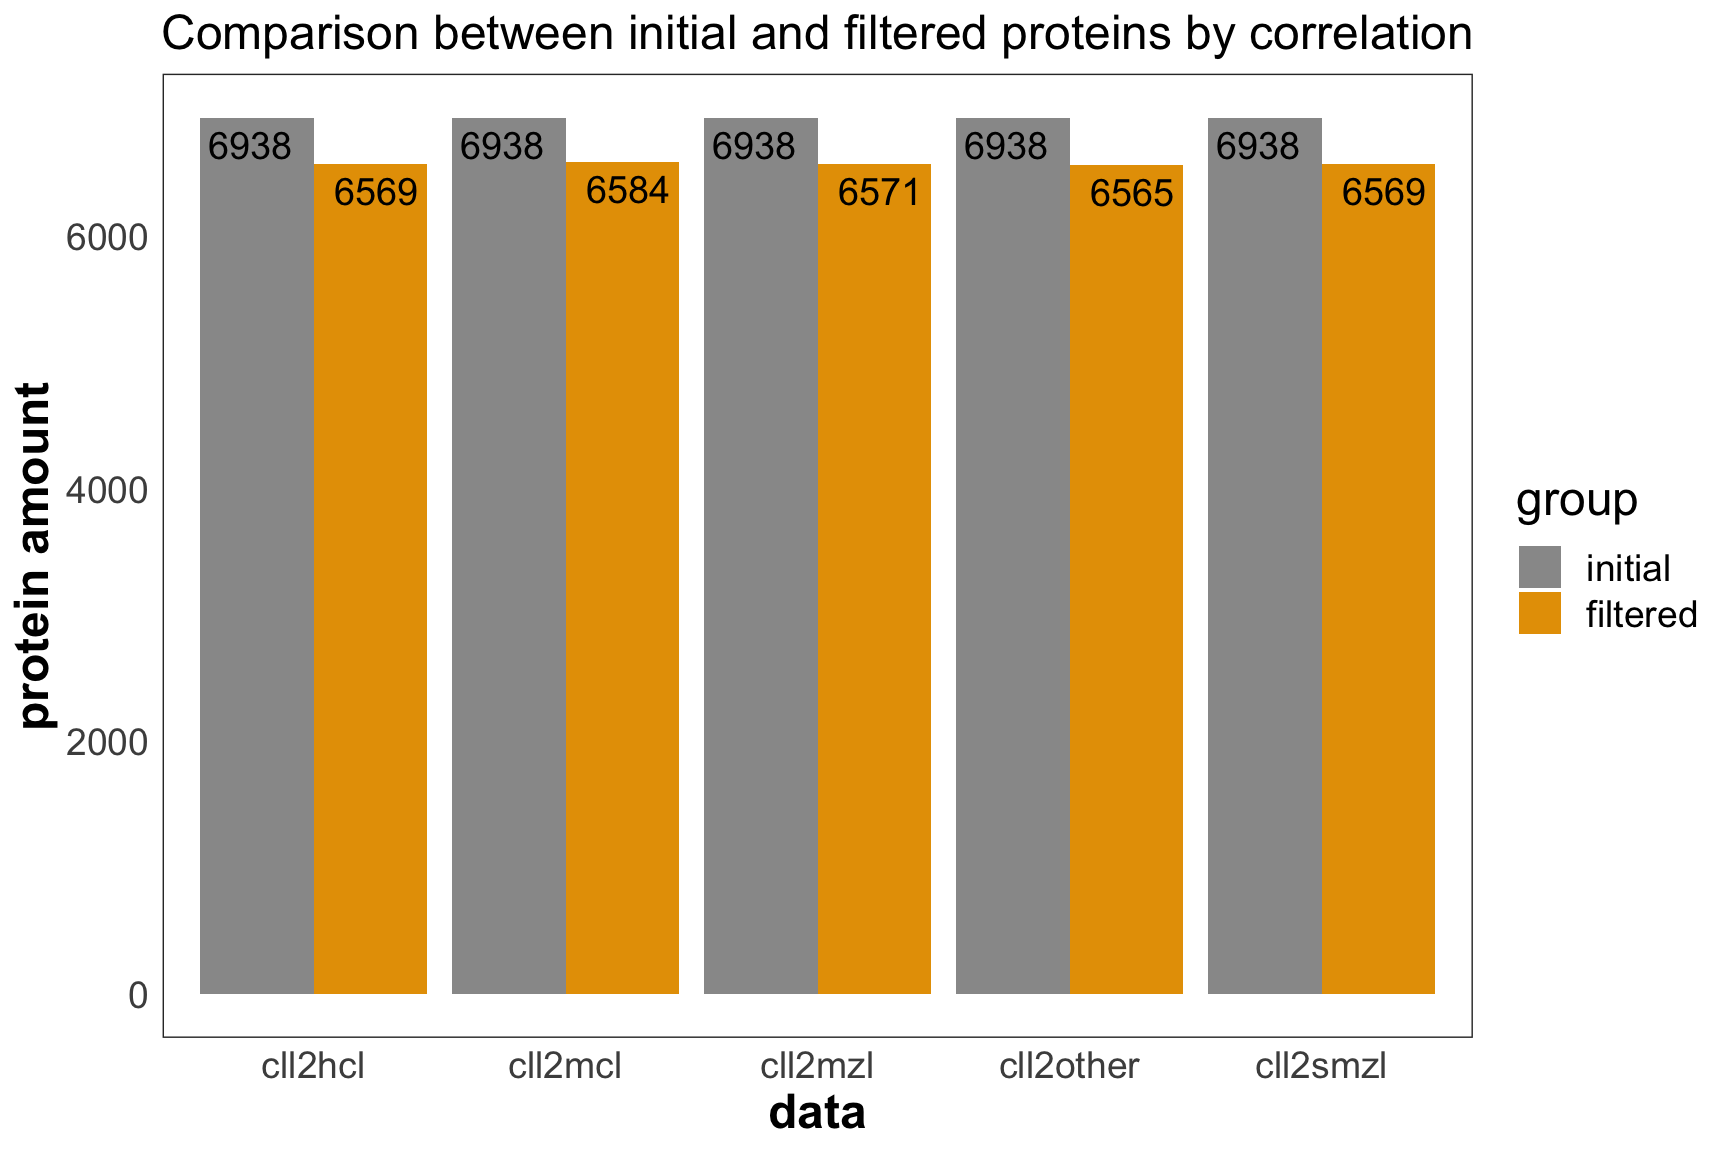 Comparison between initial and filtered proteins by correlation
6938 6938 6938 6938 6938
6569 6584 6571 6565 6569
6000
4000
2000
0
protein amount
cll2hcl cll2mcl cll2mzl cll2other cll2smzl
data
group
initial
filtered